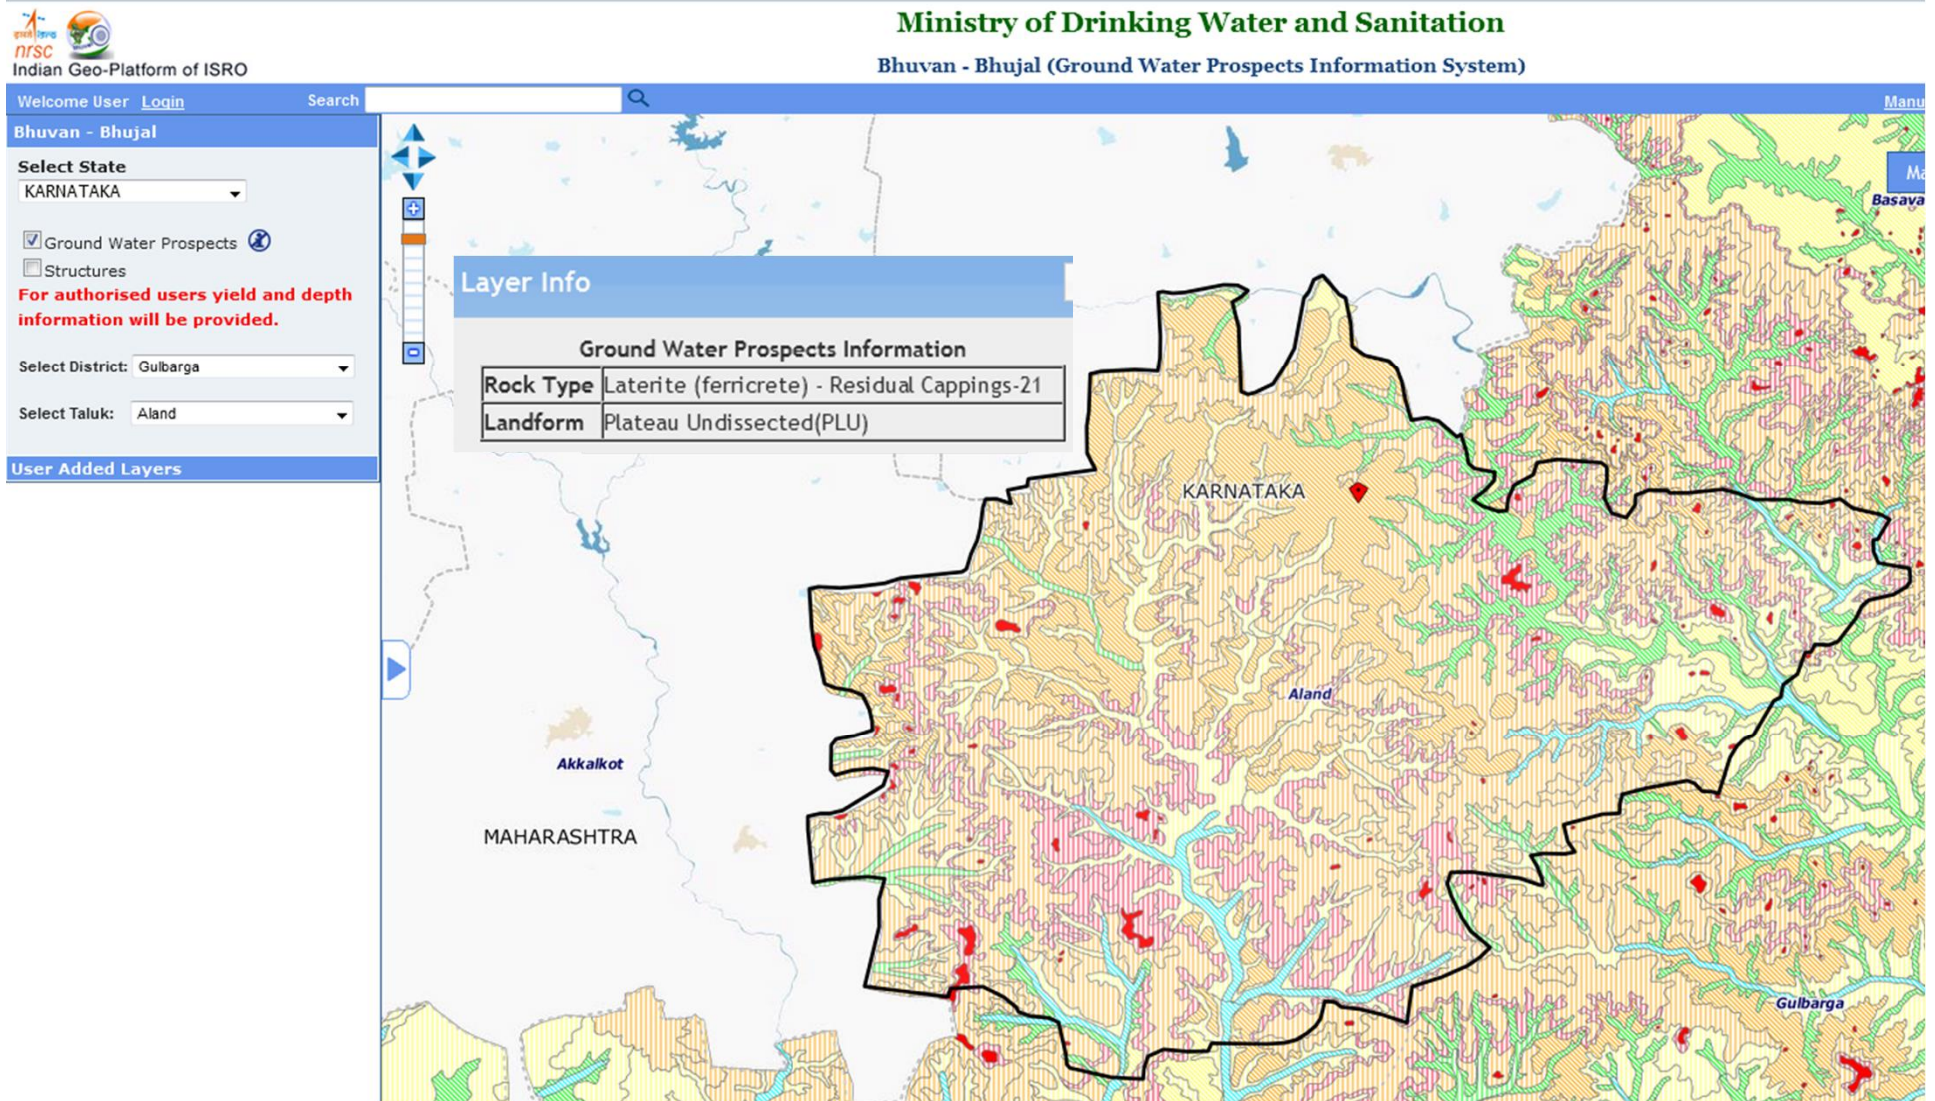 Ministry of Drinking Water and Sanitation
Bhuvan - Bhujal (Ground Water Prospects Information System)
nrsc
Indian Geo-Platform of ISRO
Welcome User Login Search
Manu
Bhuvan - Bhujal
Select State
KARNATAKA
Ground Water Prospects
Structures
For authorised users yield and depth
information will be provided.
Select District: Gulbarga
Select Taluk: Aland
User Added Layers
Layer Info
Ground Water Prospects Information
Rock Type Laterite (ferricrete) - Residual Cappings-21
Landform Plateau Undissected(PLU)
Ma
Basava
KARNATAKA
Aland
Akkalkot
MAHARASHTRA
Gulbarga